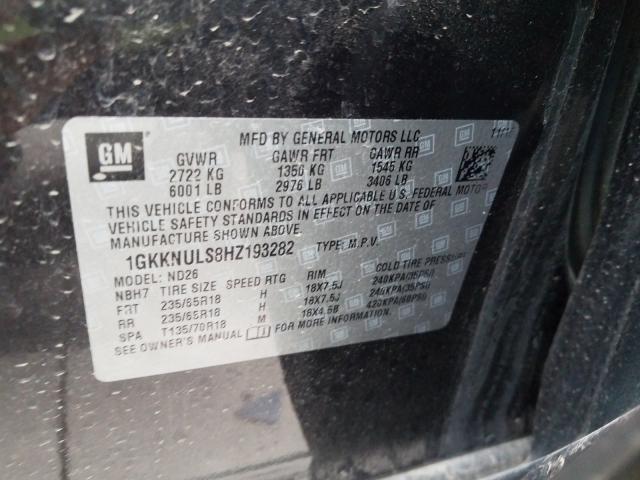 GM
MFD BY GENERAL MOTORS LLC
GVWR GAWR FRT GAWR RR
2722 KG 1350 KG 1545 KG
6001 LB 2976 LB 3406 LB
THIS VEHICLE CONFORMS TO ALL APPLICABLE U.S. FEDERAL MOTOR
VEHICLE SAFETY STANDARDS IN EFFECT ON THE DATE OF
MANUFACTURE SHOWN ABOVE.
1GKKNULS8HZ193282 TYPE: M.P.V.
MODEL: ND26
NBH7 TIRE SIZE SPEED RTG RIM COLD TIRE PRESSURE
FRT 235/65R18 H 18X7.5J 240KPA(35PSI)
RR 235/65R18 H 18X7.5J 240KPA(35PSI)
SPA T135/70R18 M 18X4.5B 420KPA(60PSI)
SEE OWNER'S MANUAL FOR MORE INFORMATION.